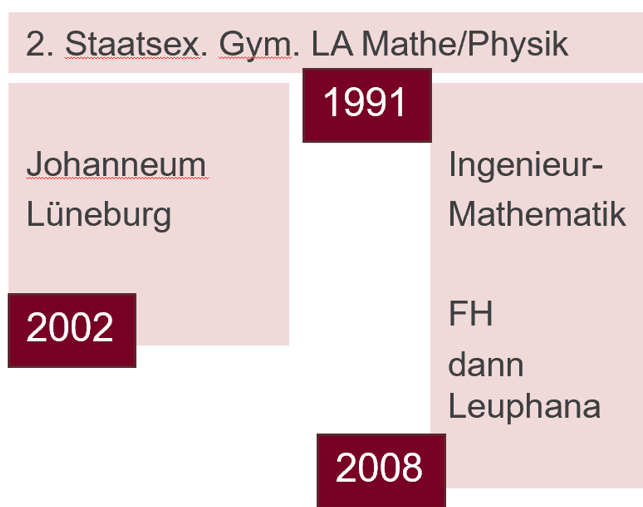 2. Staatsex. Gym. LA Mathe/Physik
1991
Johanneum
Lüneburg
2002
Ingenieur-
Mathematik
FH
dann
Leuphana
2008